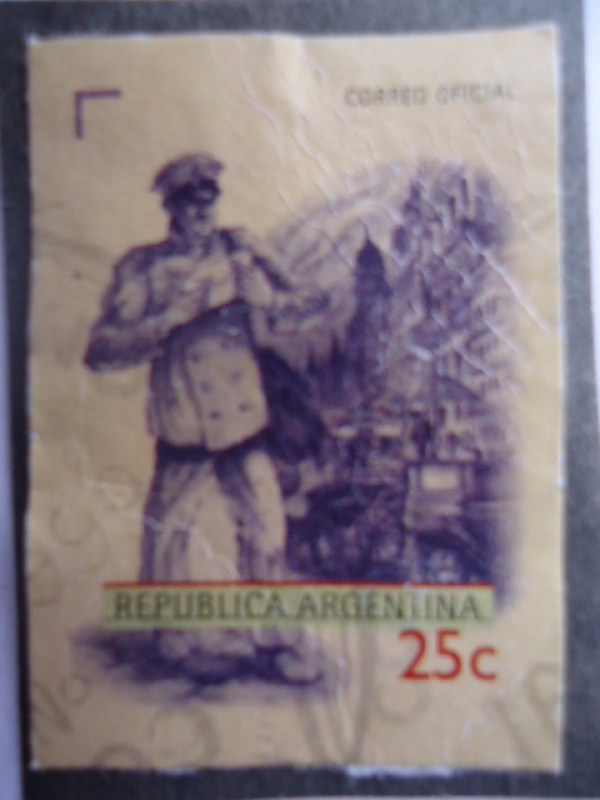 CORREO OFICIAL
REPUBLICA ARGENTINA
25c